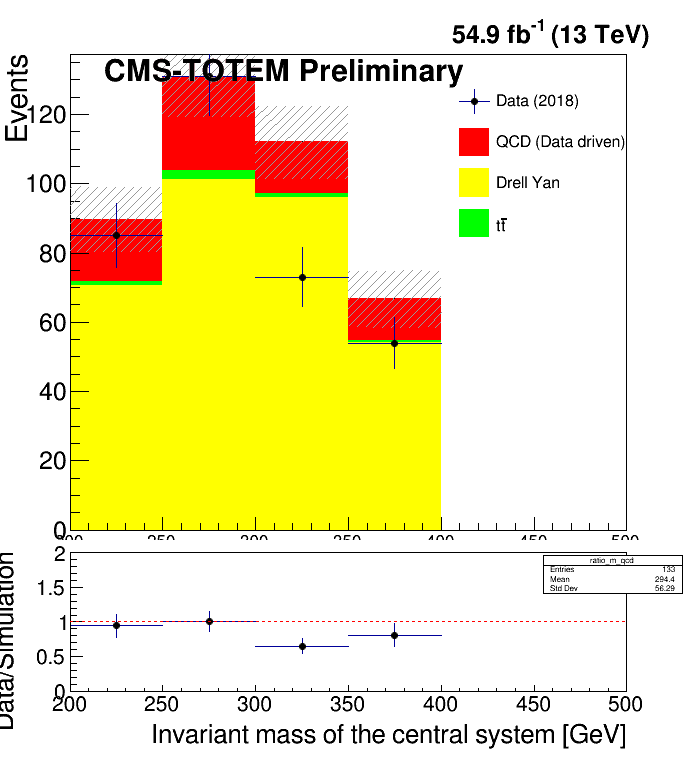 54.9 fb-1 (13 TeV)
CMS-TOTEM Preliminary
Events
120
100
80
60
40
20
0
Data (2018)
QCD (Data driven)
Drell Yan
tt̄
200 250 300 350 400 450 500
Data/Simulation
2
1.5
1
0.5
0
ratio_m_qcd
Entries 133
Mean 294.4
Std Dev 56.29
200 250 300 350 400 450 500
Invariant mass of the central system [GeV]